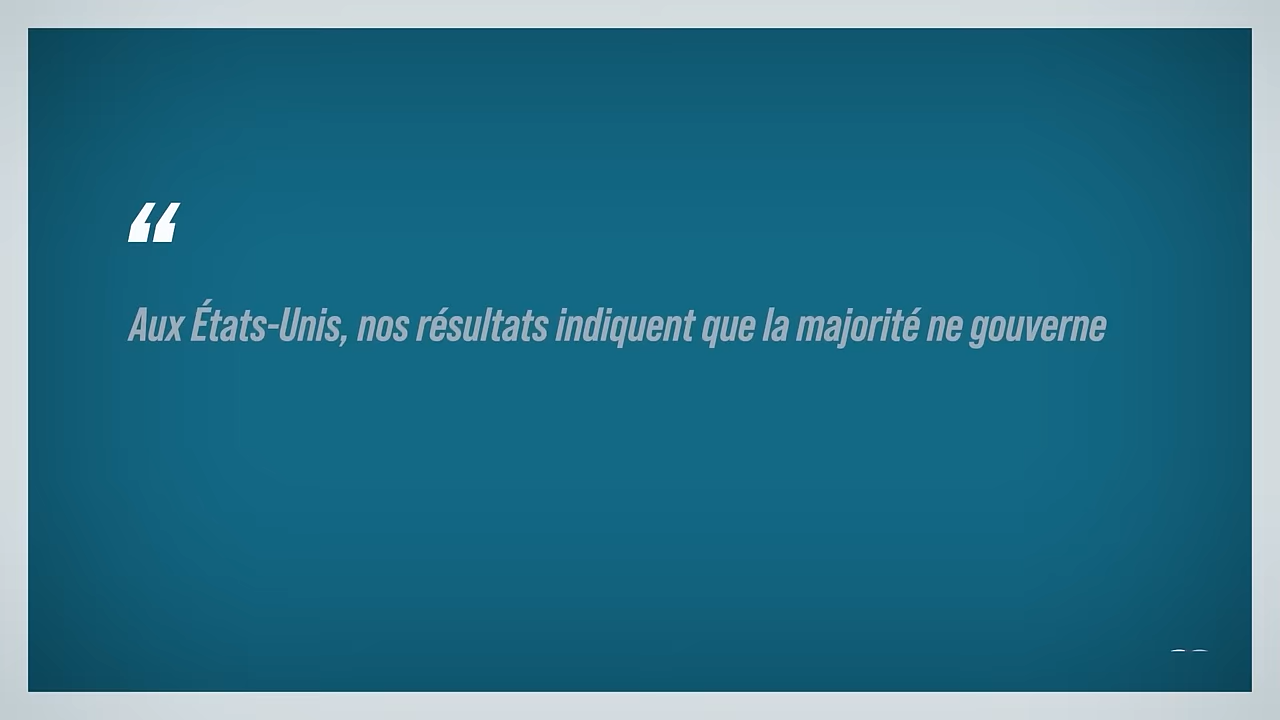 “
Aux États-Unis, nos résultats indiquent que la majorité ne gouverne